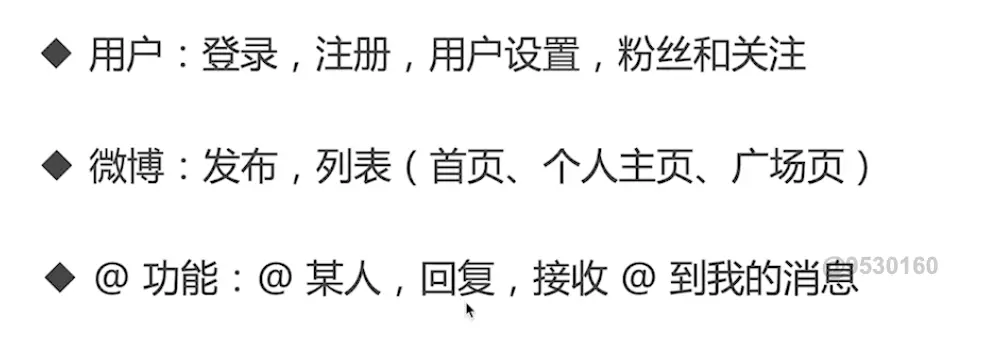 ◆ 用户：登录，注册，用户设置，粉丝和关注
◆ 微博：发布，列表（首页、个人主页、广场页）
◆ @ 功能：@ 某人，回复，接收 @ 到我的消息
@9530160